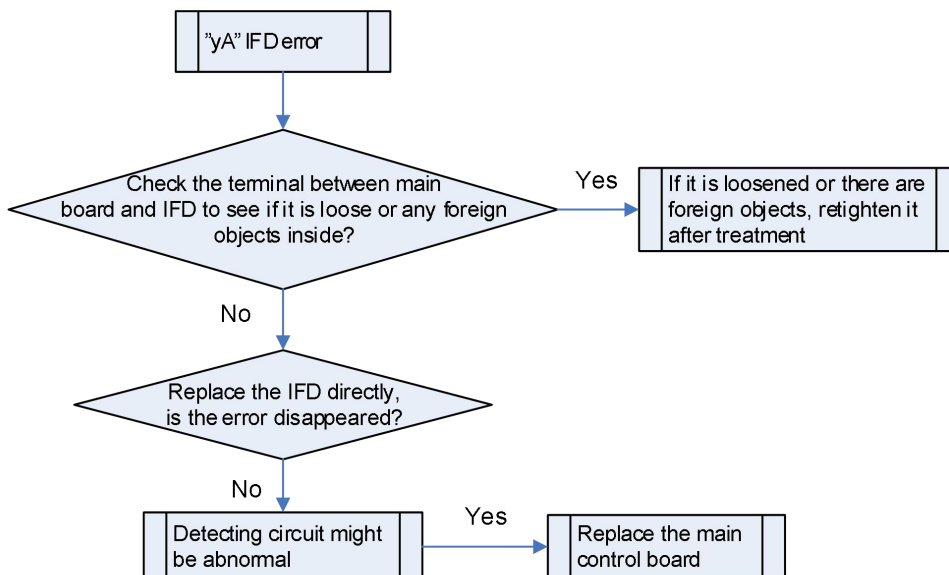 ”yA” IFD error
Check the terminal between main
board and IFD to see if it is loose or any foreign
objects inside?
Yes
If it is loosened or there are
foreign objects, retighten it
after treatment
No
Replace the IFD directly,
is the error disappeared?
No
Detecting circuit might
be abnormal
Yes
Replace the main
control board